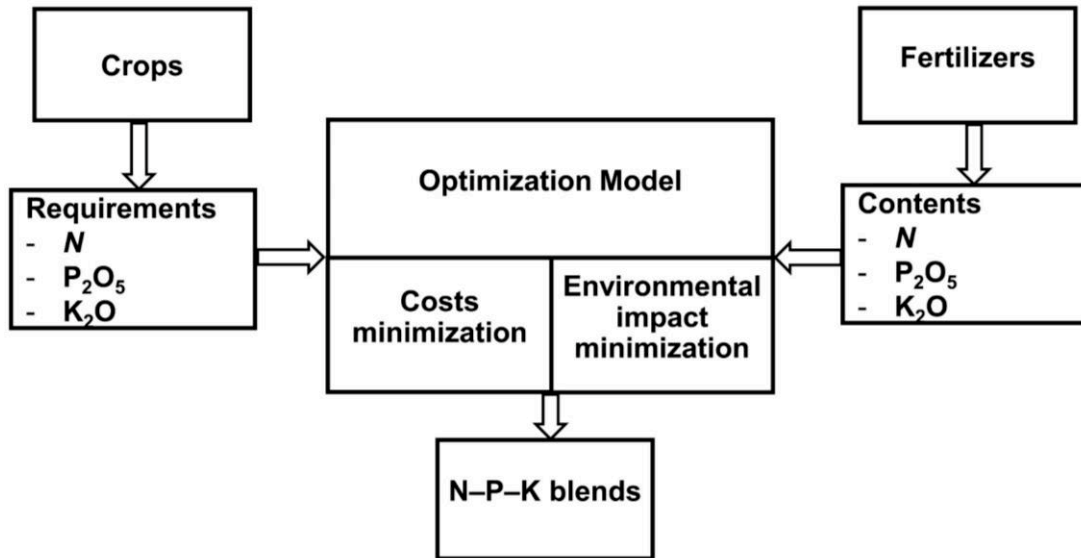 Crops
Fertilizers
Optimization Model
Requirements
- N
- P₂O₅
- K₂O
Contents
- N
- P₂O₅
- K₂O
Costs
minimization
Environmental
impact
minimization
N–P–K blends